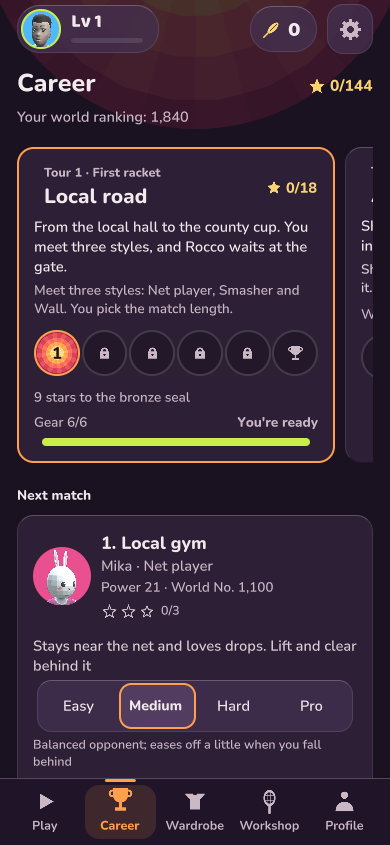 Lv 1
0
Career
0/144
Your world ranking: 1,840
Tour 1 · First racket
Local road
0/18
From the local hall to the county cup. You
meet three styles, and Rocco waits at the
gate.
Meet three styles: Net player, Smasher and
Wall. You pick the match length.
1
9 stars to the bronze seal
Gear 6/6
You're ready
Next match
1. Local gym
Mika · Net player
Power 21 · World No. 1,100
0/3
Stays near the net and loves drops. Lift and clear
behind it
Easy
Medium
Hard
Pro
Balanced opponent; eases off a little when you fall
behind
Play
Career
Wardrobe
Workshop
Profile